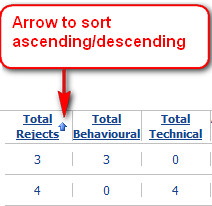 Arrow to sort
ascending/descending
Total Rejects Total Behavioural Total Technical
3 3 0
4 0 4